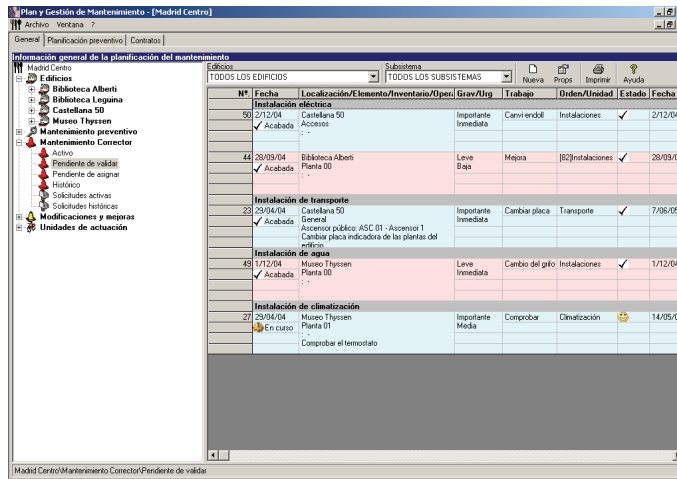 Plan y Gestión de Mantenimiento - [Madrid Centro]
Archivo Ventana ?
General Planificación preventivo Contratos
Información general de la planificación del mantenimiento
Madrid Centro
Edificios
Biblioteca Alberti
Biblioteca Leguina
Castellana 50
Museo Thyssen
Mantenimiento preventivo
Mantenimiento Corrector
Activo
Pendiente de validar
Pendiente de asignar
Histórico
Solicitudes activas
Solicitudes históricas
Modificaciones y mejoras
Unidades de actuación
Edificios Subsistema
TODOS LOS EDIFICIOS TODOS LOS SUBSISTEMAS Nueva Props Imprimir Ayuda
Nº. Fecha Localización/Elemento/Inventario/Oper Grav/Urg Trabajo Orden/Unidad Estado Fecha
Instalación eléctrica
50 2/12/04 Castellana 50 Importante Canvi endoll Instalaciones 2/12/04
Acabada Accesos Inmediata
: -
44 28/09/04 Biblioteca Alberti Leve Mejora [82]Instalaciones 28/09/0
Acabada Planta 00 Baja
: -
Instalación de transporte
23 29/04/04 Castellana 50 Importante Cambiar placa Transporte 7/06/05
Acabada General Inmediata
Ascensor público: ASC 01 - Ascensor 1
Cambiar placa indicadora de las plantas del
edificio
Instalación de agua
49 1/12/04 Museo Thyssen Leve Cambio del grifo Instalaciones 1/12/04
Acabada Planta 00 Inmediata
: -
Instalación de climatización
27 29/04/04 Museo Thyssen Importante Comprobar Climatización 14/05/0
En curso Planta 01 Media
: -
Comprobar el termostato
Madrid Centro\Mantenimiento Corrector\Pendiente de validar